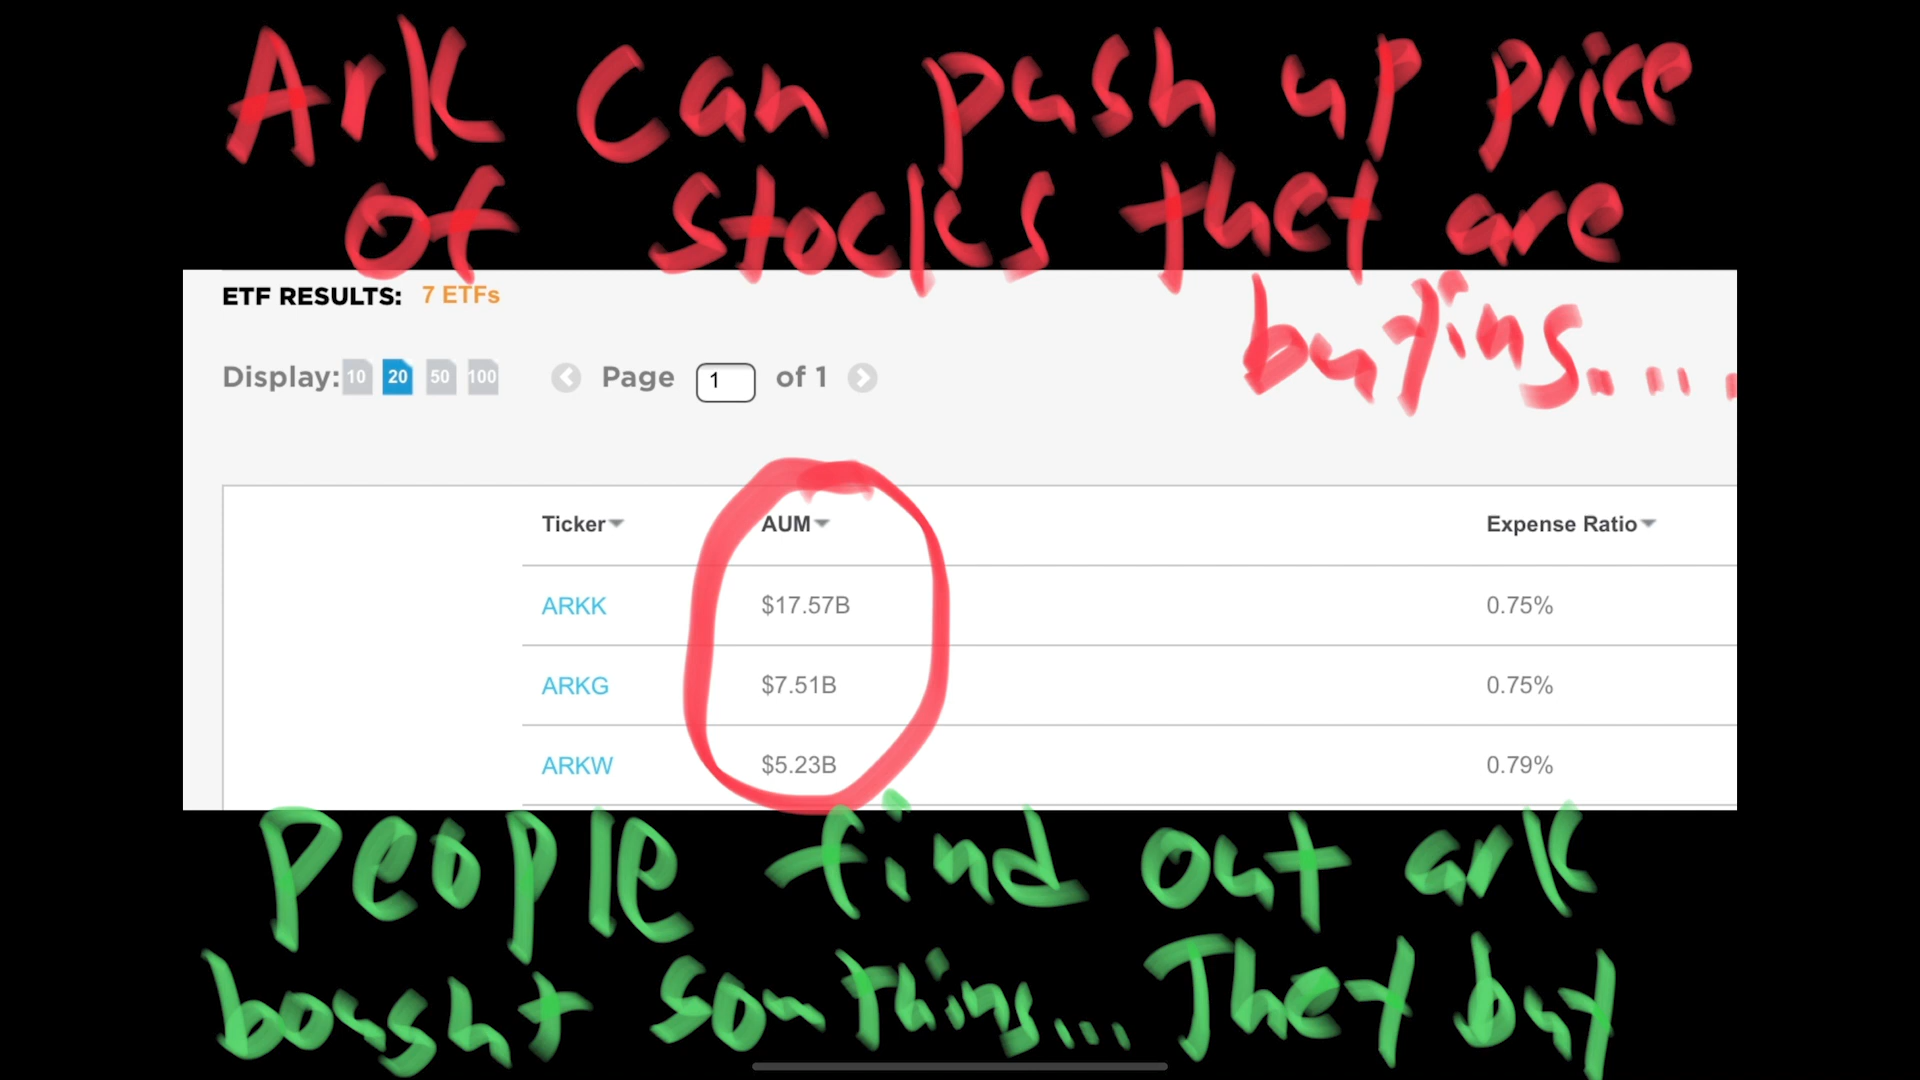 Ark can push up price
of stocks they are
buying.....
ETF RESULTS: 7 ETFs
Display: 10 20 50 100 Page 1 of 1
Ticker AUM Expense Ratio
ARKK $17.57B 0.75%
ARKG $7.51B 0.75%
ARKW $5.23B 0.79%
People find out ark
bought somthing... They buy